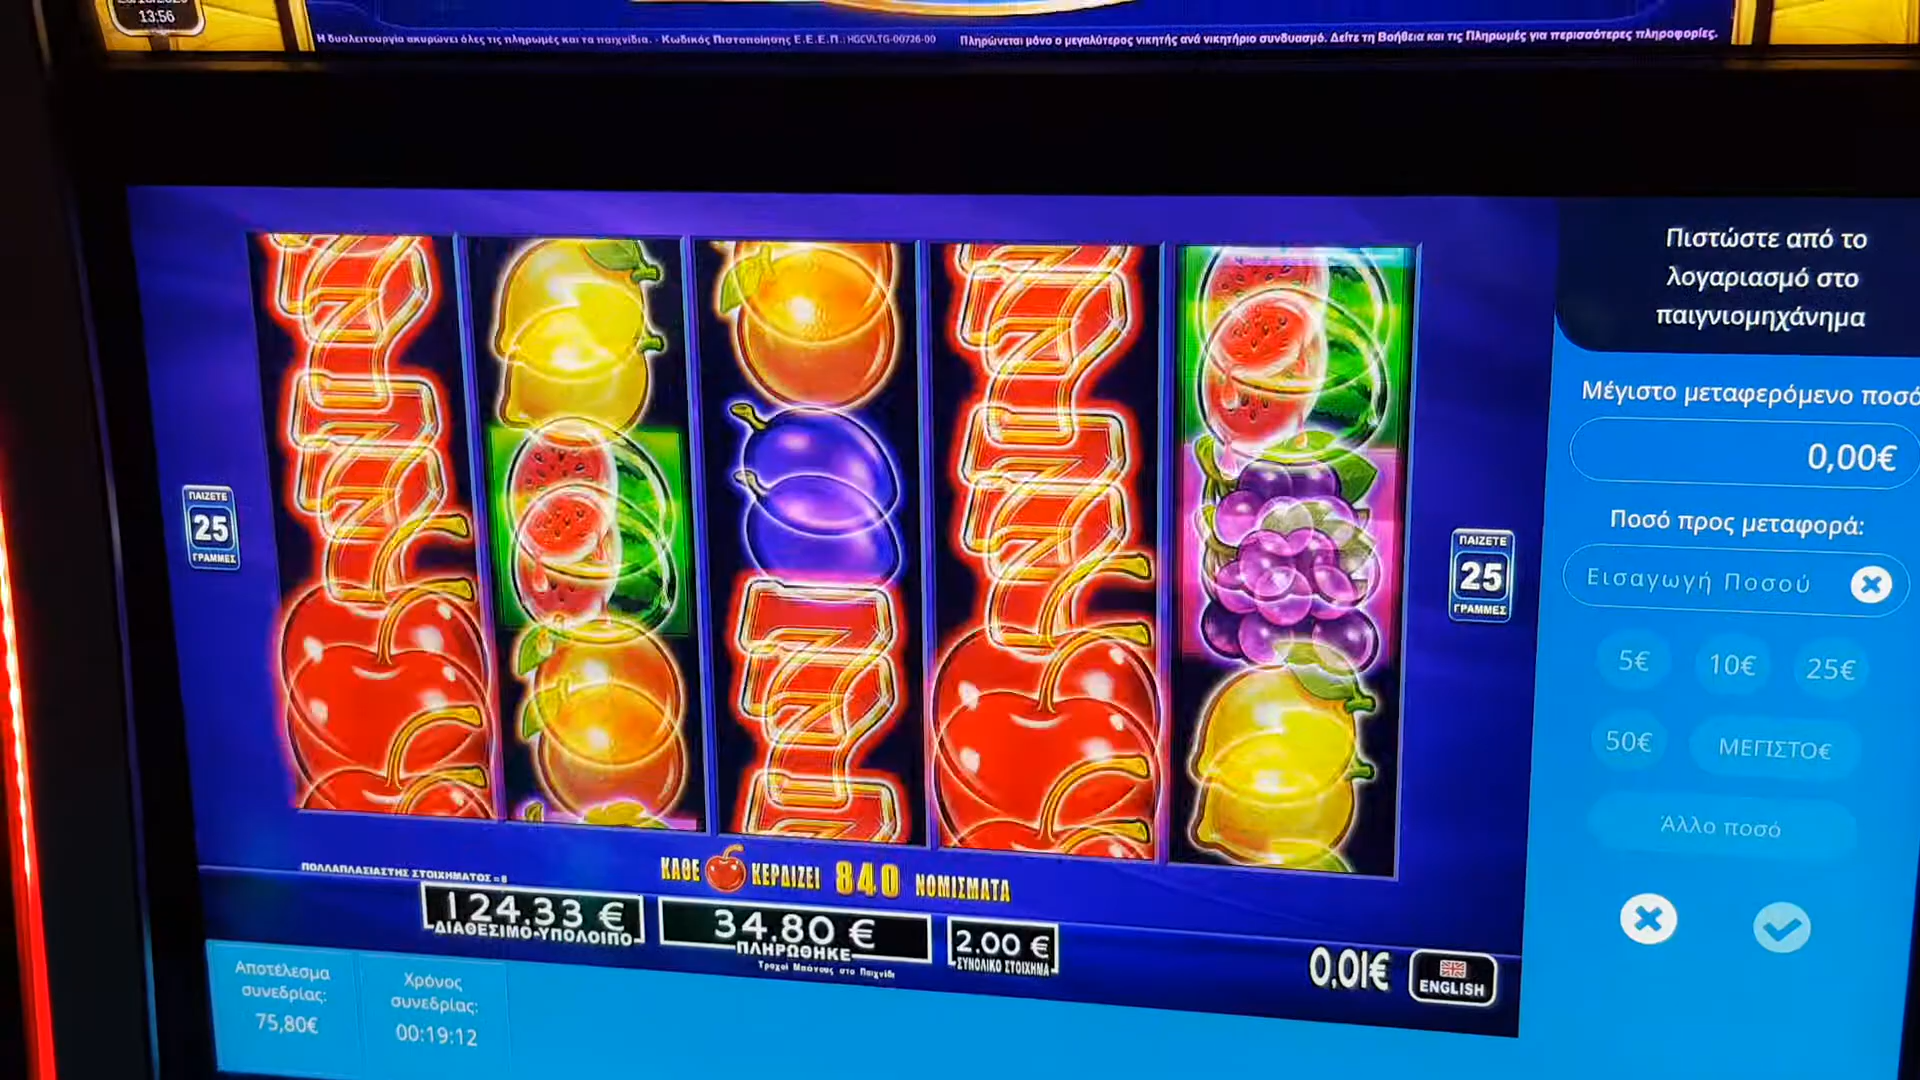 13:56
Η δυσλειτουργία ακυρώνει όλες τις πληρωμές και τα παιχνίδια. - Κωδικός Πιστοποίησης Ε.Ε.Ε.Π.: HGCVLTG-00726-00
Πληρώνεται μόνο ο μεγαλύτερος νικητής ανά νικητήριο συνδυασμό. Δείτε τη Βοήθεια και τις Πληρωμές για περισσότερες πληροφορίες.
Πιστώστε από το
λογαριασμό στο
παιγνιομηχάνημα
Μέγιστο μεταφερόμενο ποσό
0,00€
Ποσό προς μεταφορά:
Εισαγωγή Ποσού
5€ 10€ 25€
50€ ΜΕΓΙΣΤΟ€
Άλλο ποσό
ΠΑΙΖΕΤΕ
25
ΓΡΑΜΜΕΣ
ΠΑΙΖΕΤΕ
25
ΓΡΑΜΜΕΣ
ΠΟΛΛΑΠΛΑΣΙΑΣΤΗΣ ΣΤΟΙΧΗΜΑΤΟΣ = 8
ΚΑΘΕ ΚΕΡΔΙΖΕΙ 840 ΝΟΜΙΣΜΑΤΑ
124.33 €
ΔΙΑΘΕΣΙΜΟ-ΥΠΟΛΟΙΠΟ
34.80 €
ΠΛΗΡΩΘΗΚΕ
Τροχοί Μπόνους στο Παιχνίδι
2.00 €
ΣΥΝΟΛΙΚΟ ΣΤΟΙΧΗΜΑ
0,01€
ENGLISH
Αποτέλεσμα
συνεδρίας:
75,80€
Χρόνος
συνεδρίας:
00:19:12